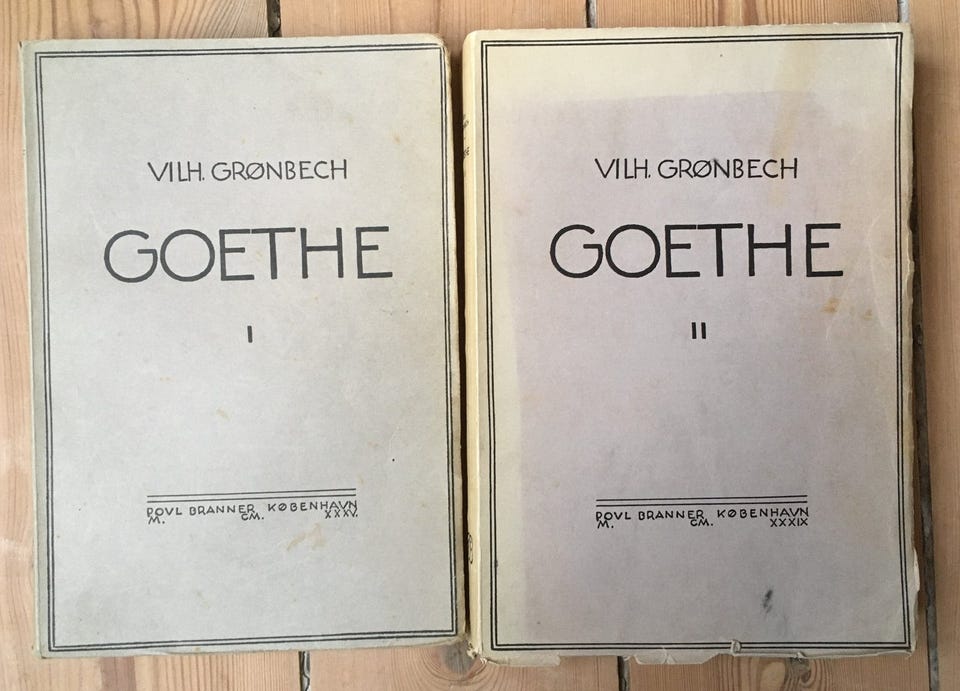 VILH. GRØNBECH
GOETHE
I
POVL BRANNER KØBENHAVN
M. CM. XXXV.
VILH. GRØNBECH
GOETHE
II
POVL BRANNER KØBENHAVN
M. CM. XXXIX